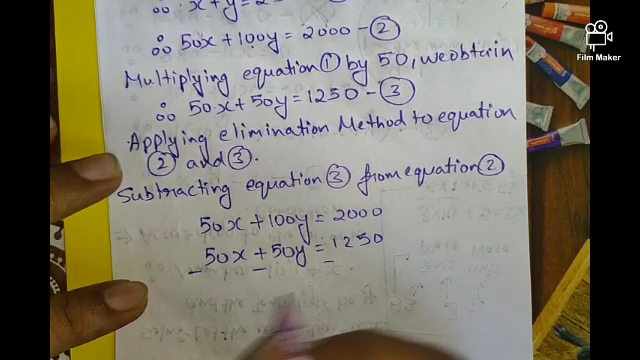 ∴ x+y=2
∴ 50x+100y = 2000 - ②
Multiplying equation ① by 50, we obtain
∴ 50x+50y=1250 - ③
Applying elimination Method to equation
② and ③.
Subtracting equation ③ from equation ②
50x+100y = 2000
50x+50y = 1250
- - -
Film Maker